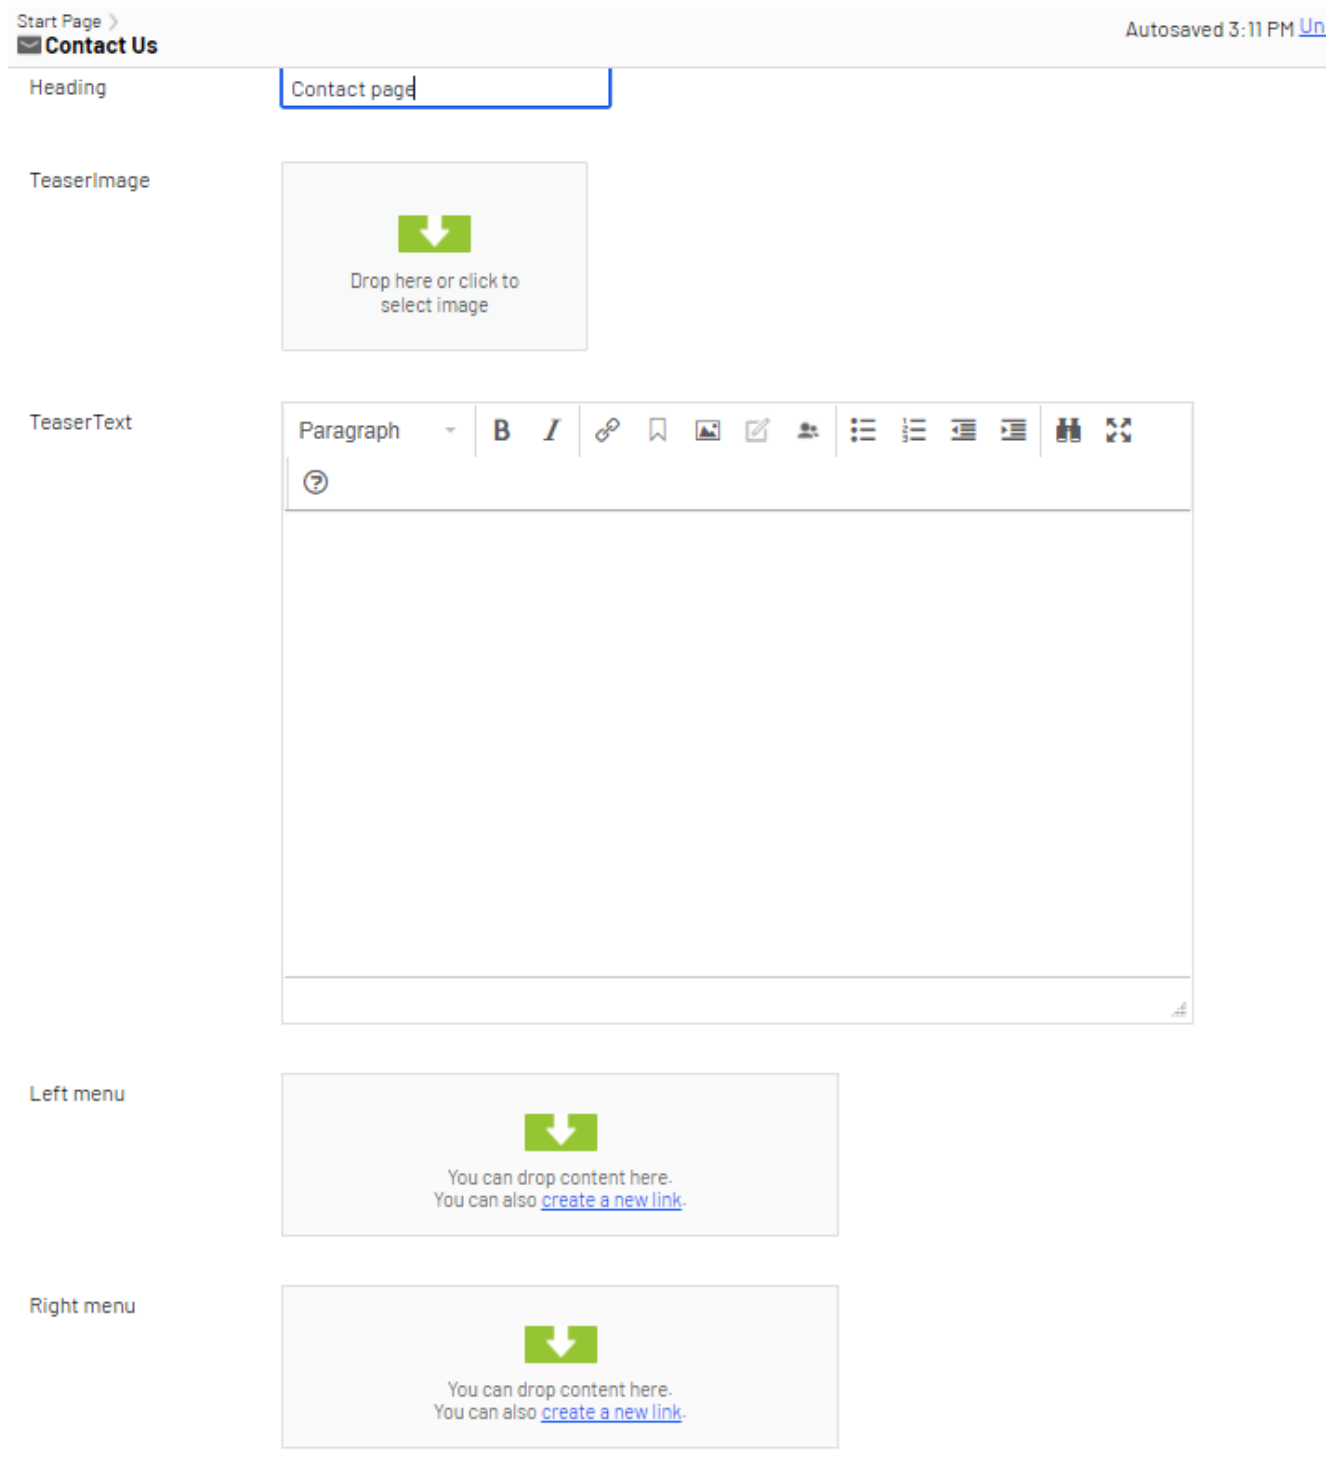 Start Page
Contact Us
Autosaved 3:11 PM Un
Heading
Contact page
TeaserImage
Drop here or click to
select image
TeaserText
Paragraph
B I
Left menu
You can drop content here.
You can also create a new link.
Right menu
You can drop content here.
You can also create a new link.